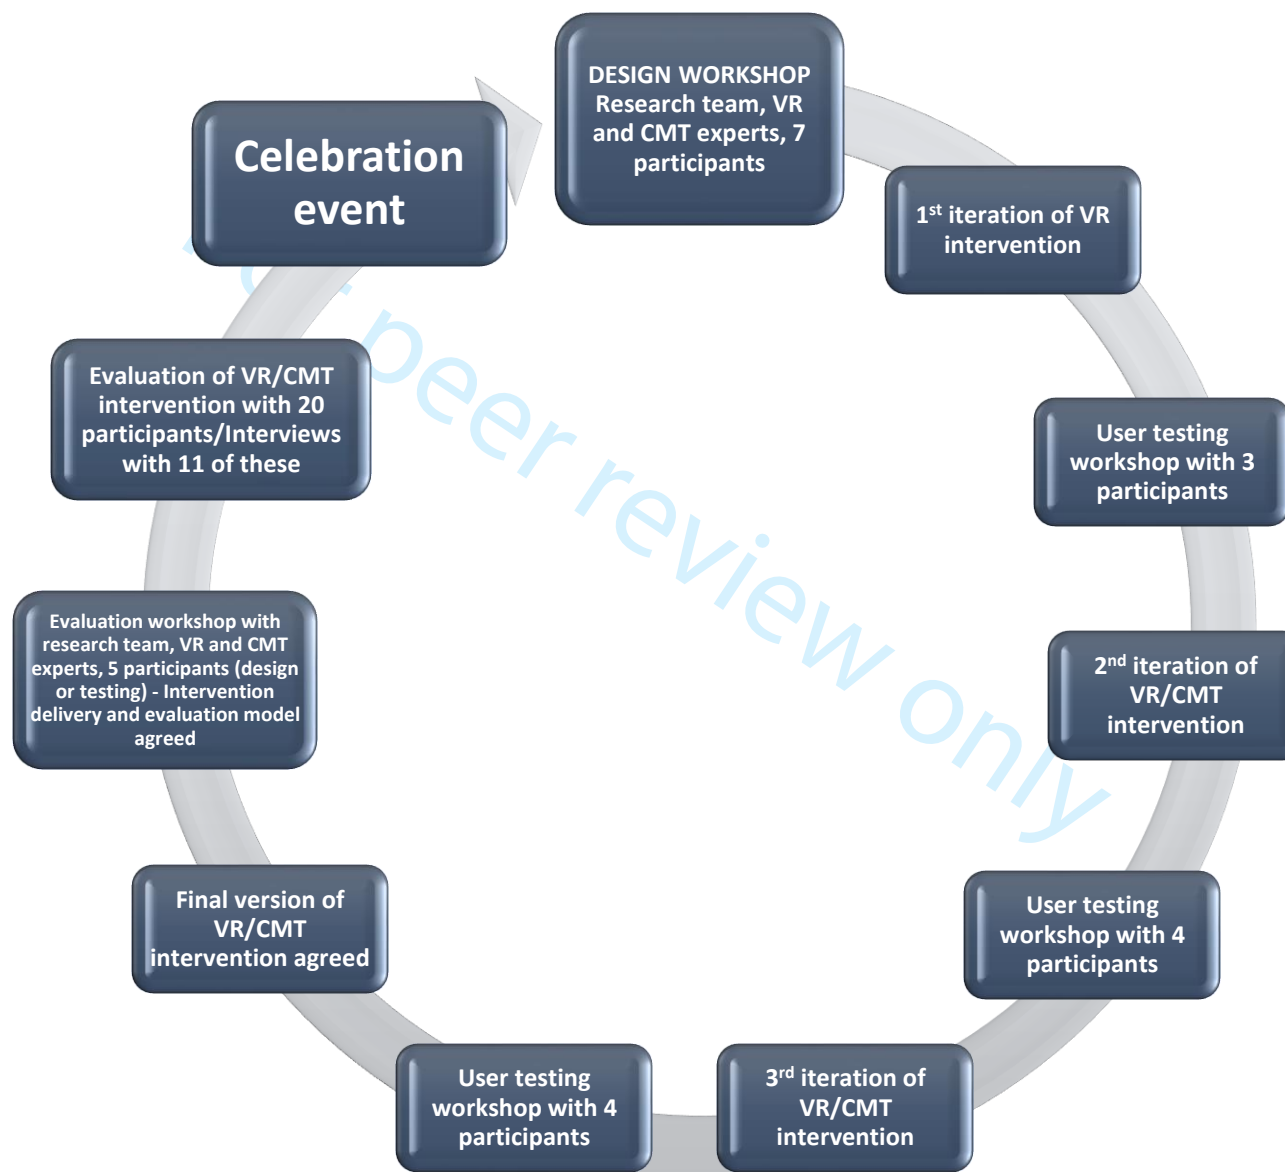 DESIGN WORKSHOP
Research team, VR
and CMT experts, 7
participants
1st iteration of VR
intervention
User testing
workshop with 3
participants
2nd iteration of
VR/CMT
intervention
User testing
workshop with 4
participants
3rd iteration of
VR/CMT
intervention
User testing
workshop with 4
participants
Final version of
VR/CMT
intervention agreed
Evaluation workshop with
research team, VR and CMT
experts, 5 participants (design
or testing) - Intervention
delivery and evaluation model
agreed
Evaluation of VR/CMT
intervention with 20
participants/Interviews
with 11 of these
Celebration
event
peer review only